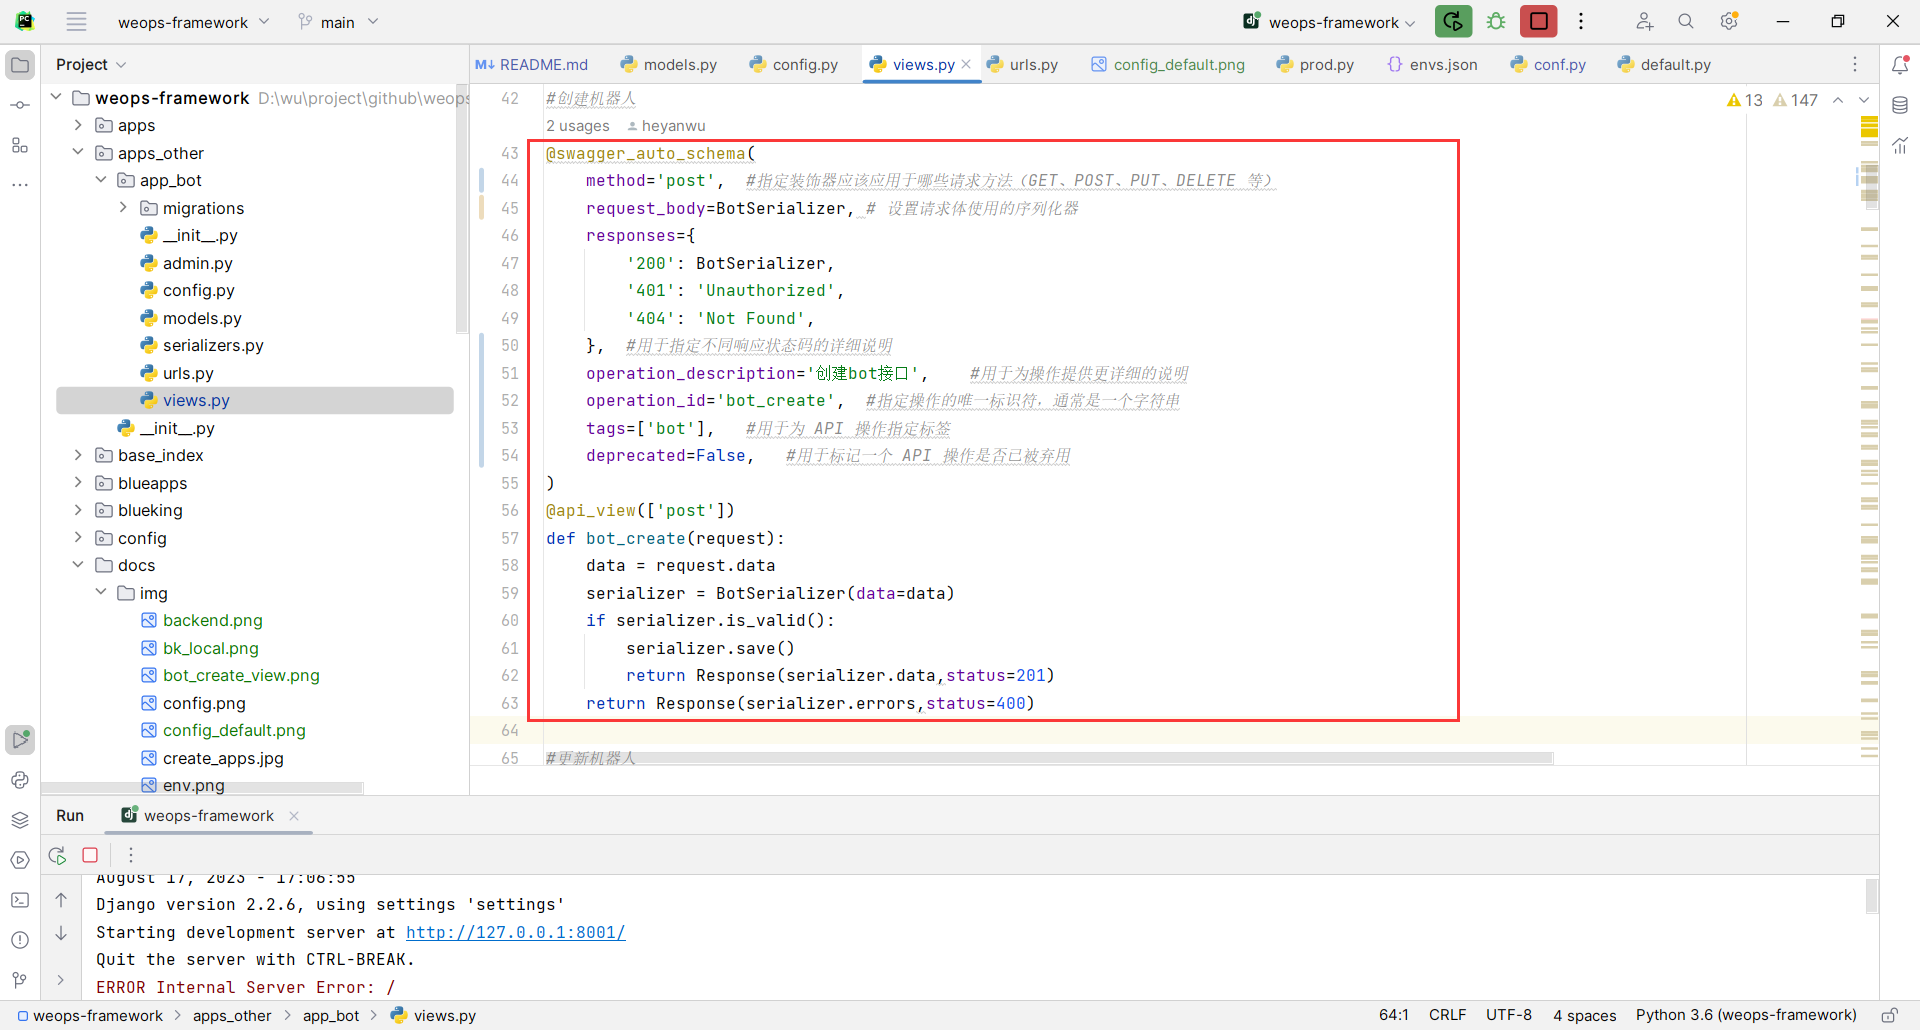 weops-framework
main
weops-framework
Project
README.md
models.py
config.py
views.py
urls.py
config_default.png
prod.py
envs.json
conf.py
default.py
weops-framework D:\wu\project\github\weops
apps
apps_other
app_bot
migrations
__init__.py
admin.py
config.py
models.py
serializers.py
urls.py
views.py
__init__.py
base_index
blueapps
blueking
config
docs
img
backend.png
bk_local.png
bot_create_view.png
config.png
config_default.png
create_apps.jpg
env.png
13 147
42 #创建机器人
2 usages heyanwu
43 @swagger_auto_schema(
44 method='post', #指定装饰器应该应用于哪些请求方法（GET、POST、PUT、DELETE 等）
45 request_body=BotSerializer, # 设置请求体使用的序列化器
46 responses={
47 '200': BotSerializer,
48 '401': 'Unauthorized',
49 '404': 'Not Found',
50 }, #用于指定不同响应状态码的详细说明
51 operation_description='创建bot接口', #用于为操作提供更详细的说明
52 operation_id='bot_create', #指定操作的唯一标识符，通常是一个字符串
53 tags=['bot'], #用于为 API 操作指定标签
54 deprecated=False, #用于标记一个 API 操作是否已被弃用
55 )
56 @api_view(['post'])
57 def bot_create(request):
58 data = request.data
59 serializer = BotSerializer(data=data)
60 if serializer.is_valid():
61 serializer.save()
62 return Response(serializer.data,status=201)
63 return Response(serializer.errors,status=400)
64
65 #更新机器人
Run weops-framework
August 17, 2023 - 17:06:55
Django version 2.2.6, using settings 'settings'
Starting development server at http://127.0.0.1:8001/
Quit the server with CTRL-BREAK.
ERROR Internal Server Error: /
weops-framework > apps_other > app_bot > views.py
64:1 CRLF UTF-8 4 spaces Python 3.6 (weops-framework)